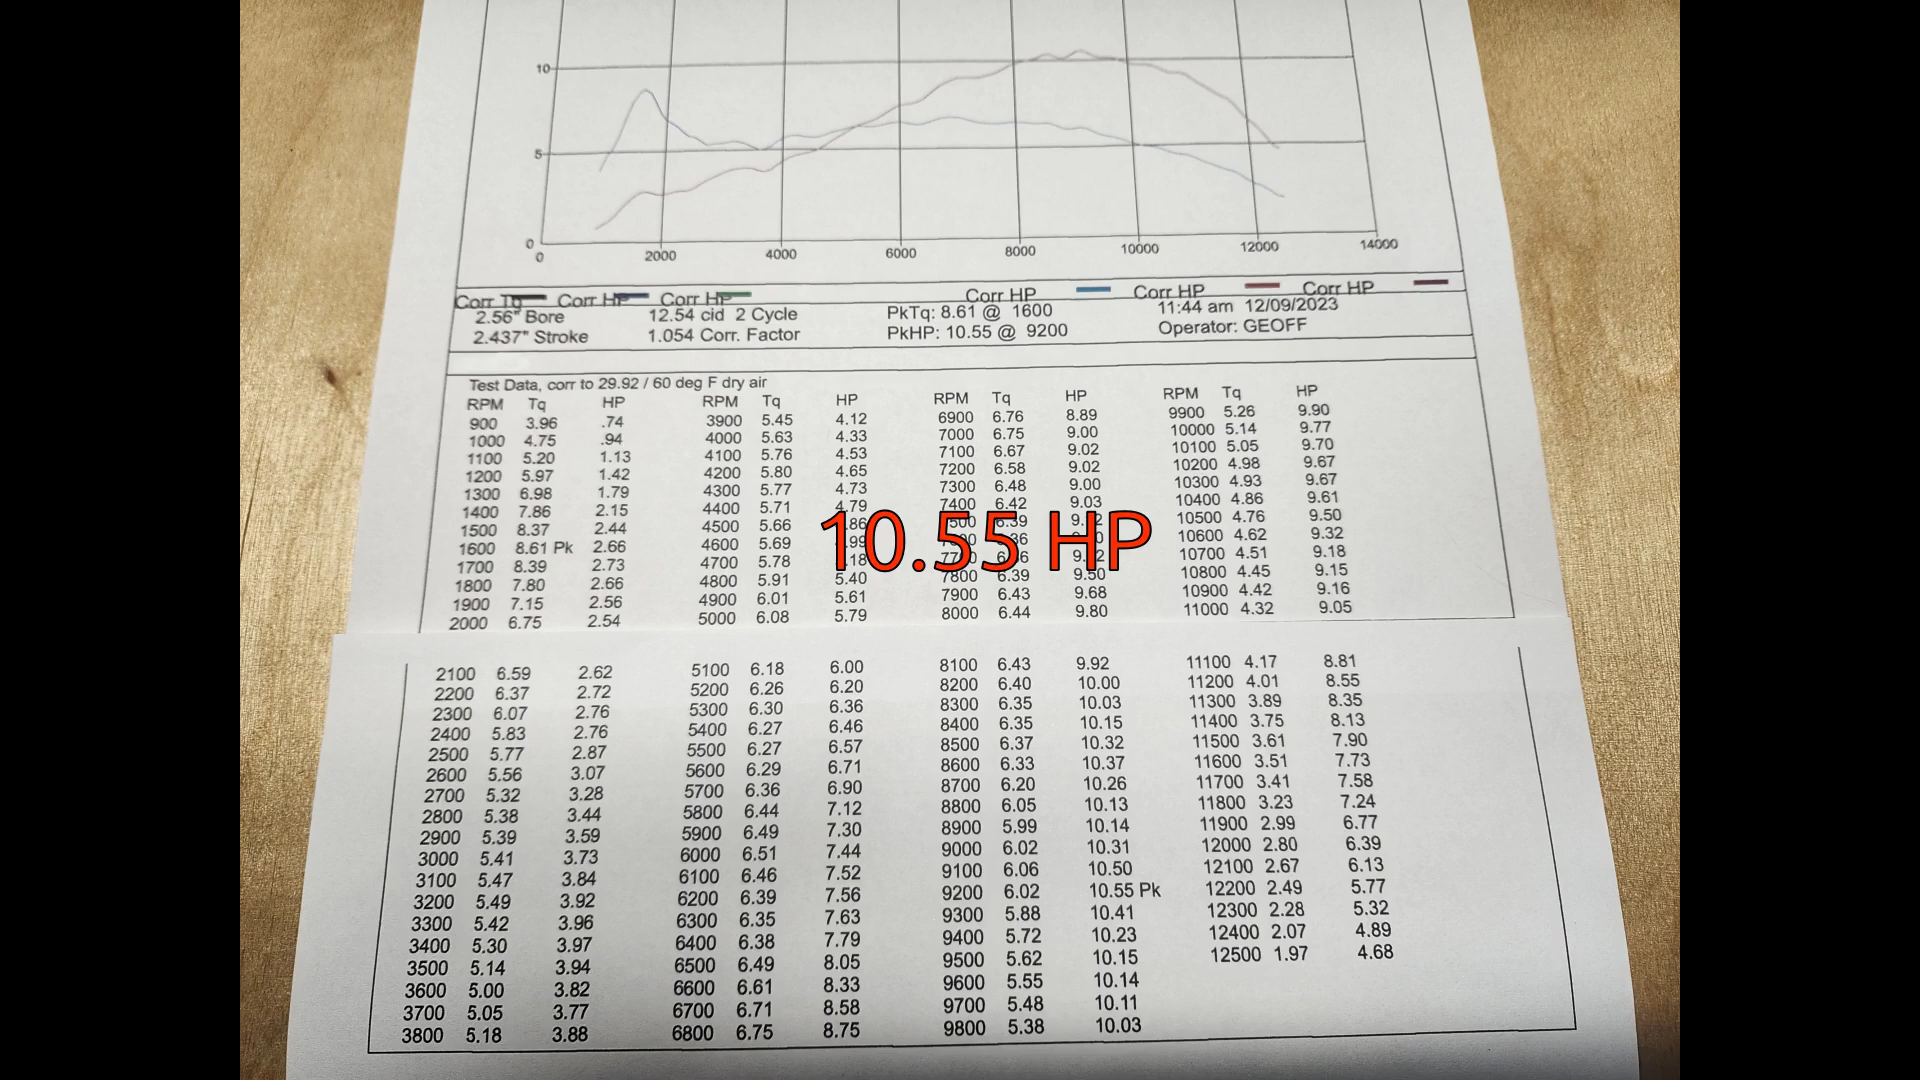 10
5
0
0 2000 4000 6000 8000 10000 12000 14000
Corr Tq Corr HP Corr HP Corr HP Corr HP Corr HP
2.56" Bore 12.54 cid 2 Cycle PkTq: 8.61 @ 1600 11:44 am 12/09/2023
2.437" Stroke 1.054 Corr. Factor PkHP: 10.55 @ 9200 Operator: GEOFF
Test Data, corr to 29.92 / 60 deg F dry air
RPM Tq HP RPM Tq HP RPM Tq HP RPM Tq HP
900 3.96 .74 3900 5.45 4.12 6900 6.76 8.89 9900 5.26 9.90
1000 4.75 .94 4000 5.63 4.33 7000 6.75 9.00 10000 5.14 9.77
1100 5.20 1.13 4100 5.76 4.53 7100 6.67 9.02 10100 5.05 9.70
1200 5.97 1.42 4200 5.80 4.65 7200 6.58 9.02 10200 4.98 9.67
1300 6.98 1.79 4300 5.77 4.73 7300 6.48 9.00 10300 4.93 9.67
1400 7.86 2.15 4400 5.71 4.79 7400 6.42 9.03 10400 4.86 9.61
1500 8.37 2.44 4500 5.66 10500 4.76 9.50
1600 8.61 Pk 2.66 4600 5.69 10600 4.62 9.32
10.55 HP
1700 8.39 2.73 4700 5.78 10700 4.51 9.18
1800 7.80 2.66 4800 5.91 5.40 7800 6.39 9.50 10800 4.45 9.15
1900 7.15 2.56 4900 6.01 5.61 7900 6.43 9.68 10900 4.42 9.16
2000 6.75 2.54 5000 6.08 5.79 8000 6.44 9.80 11000 4.32 9.05
2100 6.59 2.62 5100 6.18 6.00 8100 6.43 9.92 11100 4.17 8.81
2200 6.37 2.72 5200 6.26 6.20 8200 6.40 10.00 11200 4.01 8.55
2300 6.07 2.76 5300 6.30 6.36 8300 6.35 10.03 11300 3.89 8.35
2400 5.83 2.76 5400 6.27 6.46 8400 6.35 10.15 11400 3.75 8.13
2500 5.77 2.87 5500 6.27 6.57 8500 6.37 10.32 11500 3.61 7.90
2600 5.56 3.07 5600 6.29 6.71 8600 6.33 10.37 11600 3.51 7.73
2700 5.32 3.28 5700 6.36 6.90 8700 6.20 10.26 11700 3.41 7.58
2800 5.38 3.44 5800 6.44 7.12 8800 6.05 10.13 11800 3.23 7.24
2900 5.39 3.59 5900 6.49 7.30 8900 5.99 10.14 11900 2.99 6.77
3000 5.41 3.73 6000 6.51 7.44 9000 6.02 10.31 12000 2.80 6.39
3100 5.47 3.84 6100 6.46 7.52 9100 6.06 10.50 12100 2.67 6.13
3200 5.49 3.92 6200 6.39 7.56 9200 6.02 10.55 Pk 12200 2.49 5.77
3300 5.42 3.96 6300 6.35 7.63 9300 5.88 10.41 12300 2.28 5.32
3400 5.30 3.97 6400 6.38 7.79 9400 5.72 10.23 12400 2.07 4.89
3500 5.14 3.94 6500 6.49 8.05 9500 5.62 10.15 12500 1.97 4.68
3600 5.00 3.82 6600 6.61 8.33 9600 5.55 10.14
3700 5.05 3.77 6700 6.71 8.58 9700 5.48 10.11
3800 5.18 3.88 6800 6.75 8.75 9800 5.38 10.03